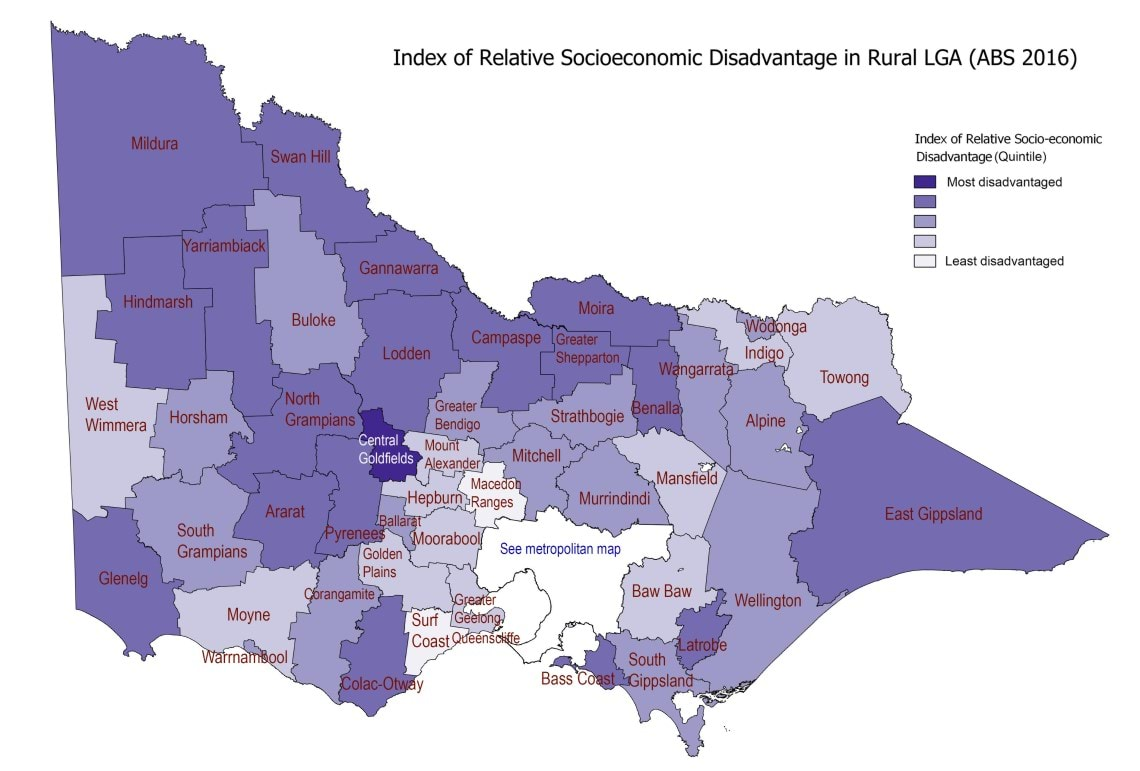 Index of Relative Socioeconomic Disadvantage in Rural LGA (ABS 2016)
Index of Relative Socio-economic
Disadvantage (Quintile)
Most disadvantaged
Least disadvantaged
Mildura
Swan Hill
Yarriambiack
Gannawarra
Hindmarsh
Buloke
Moira
Wodonga
Lodden
Campaspe
Greater
Shepparton
Indigo
Wangarrata
Towong
West
Wimmera
Horsham
North
Grampians
Greater
Bendigo
Strathbogie
Benalla
Alpine
Central
Goldfields
Mount
Alexander
Mitchell
Mansfield
Hepburn
Macedon
Ranges
Murrindindi
East Gippsland
Ararat
South
Grampians
Pyrenees
Ballarat
Moorabool
See metropolitan map
Golden
Plains
Glenelg
Corangamite
Baw Baw
Wellington
Moyne
Greater
Geelong
Surf
Coast
Queenscliffe
Latrobe
Warrnambool
South
Gippsland
Bass Coast
Colac-Otway